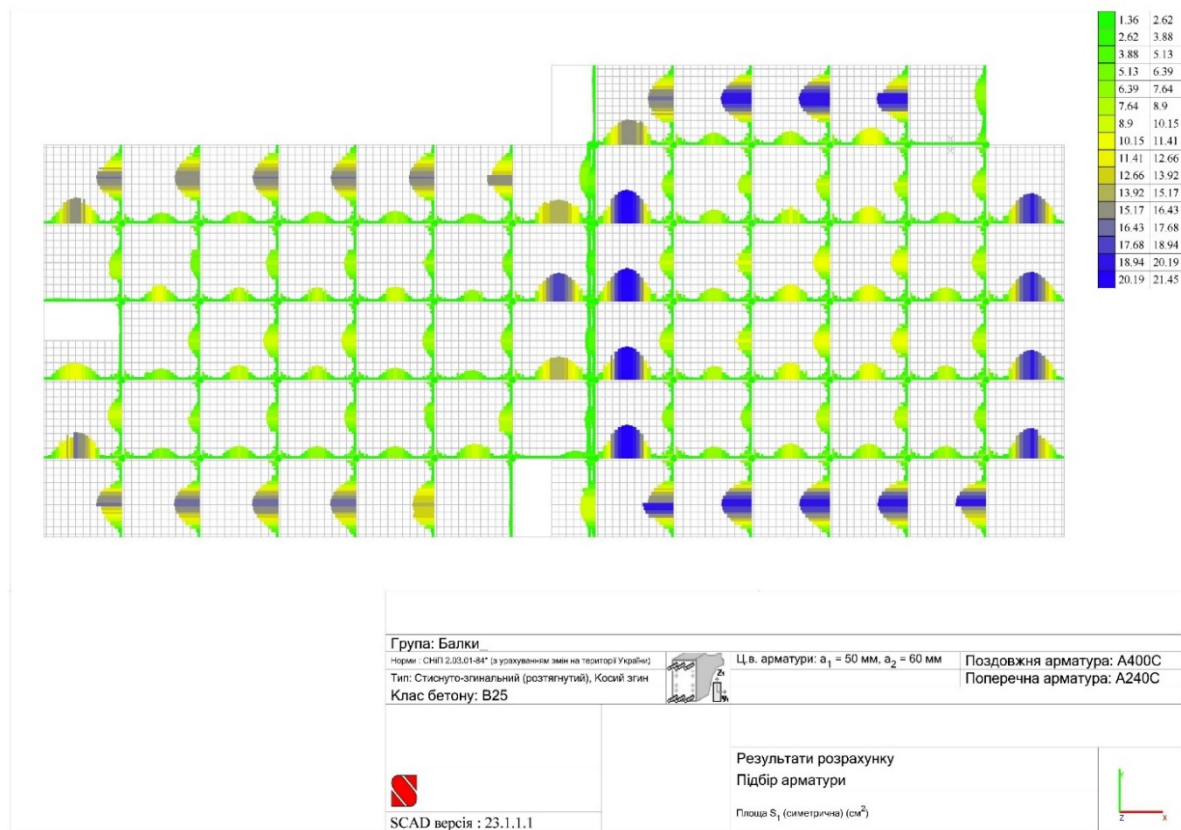 1.36 2.62
2.62 3.88
3.88 5.13
5.13 6.39
6.39 7.64
7.64 8.9
8.9 10.15
10.15 11.41
11.41 12.66
12.66 13.92
13.92 15.17
15.17 16.43
16.43 17.68
17.68 18.94
18.94 20.19
20.19 21.45
Група: Балки_
Норми : СНіП 2.03.01-84* (з урахуванням змін на території України)
Тип: Стиснуто-згинальний (розтягнутий), Косий згин
Клас бетону: B25
Ц.в. арматури: a₁ = 50 мм, a₂ = 60 мм
Поздовжня арматура: A400C
Поперечна арматура: A240C
Результати розрахунку
Підбір арматури
Площа S₁ (симетрична) (см²)
SCAD версія : 23.1.1.1
Y
Z X